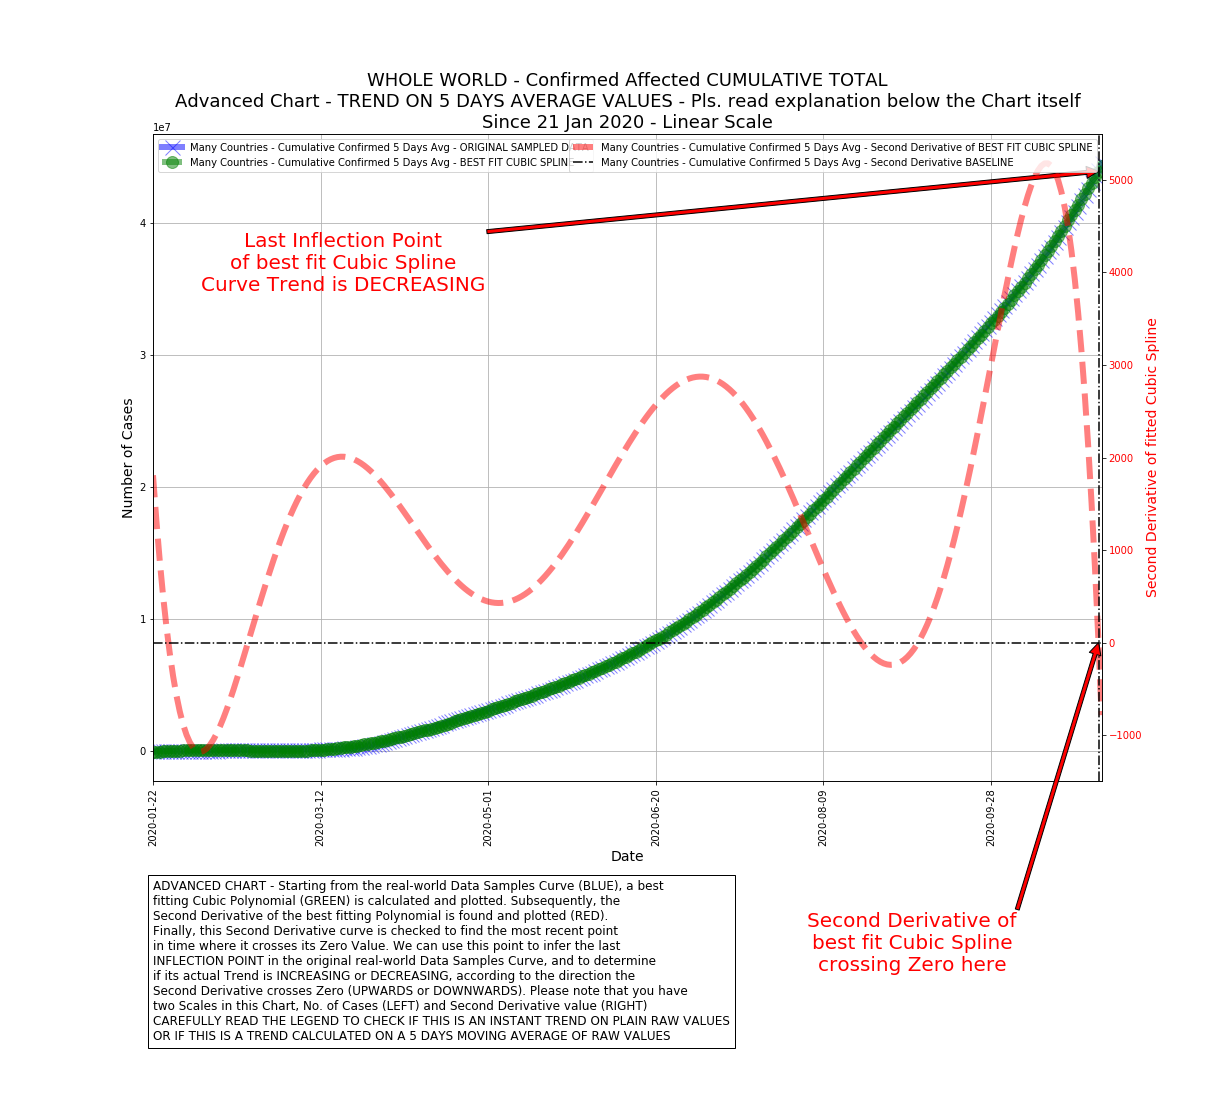 WHOLE WORLD - Confirmed Affected CUMULATIVE TOTAL
Advanced Chart - TREND ON 5 DAYS AVERAGE VALUES - Pls. read explanation below the Chart itself
Since 21 Jan 2020 - Linear Scale
1e7
Many Countries - Cumulative Confirmed 5 Days Avg - ORIGINAL SAMPLED
Many Countries - Cumulative Confirmed 5 Days Avg - BEST FIT CUBIC SPLIN
Many Countries - Cumulative Confirmed 5 Days Avg - Second Derivative of BEST FIT CUBIC SPLINE
Many Countries - Cumulative Confirmed 5 Days Avg - Second Derivative BASELINE
Last Inflection Point
of best fit Cubic Spline
Curve Trend is DECREASING
Number of Cases
4
3
2
1
0
5000
4000
3000
2000
1000
0
−1000
Second Derivative of fitted Cubic Spline
2020-01-22
2020-03-12
2020-05-01
2020-06-20
2020-08-09
2020-09-28
Date
ADVANCED CHART - Starting from the real-world Data Samples Curve (BLUE), a best
fitting Cubic Polynomial (GREEN) is calculated and plotted. Subsequently, the
Second Derivative of the best fitting Polynomial is found and plotted (RED).
Finally, this Second Derivative curve is checked to find the most recent point
in time where it crosses its Zero Value. We can use this point to infer the last
INFLECTION POINT in the original real-world Data Samples Curve, and to determine
if its actual Trend is INCREASING or DECREASING, according to the direction the
Second Derivative crosses Zero (UPWARDS or DOWNWARDS). Please note that you have
two Scales in this Chart, No. of Cases (LEFT) and Second Derivative value (RIGHT)
CAREFULLY READ THE LEGEND TO CHECK IF THIS IS AN INSTANT TREND ON PLAIN RAW VALUES
OR IF THIS IS A TREND CALCULATED ON A 5 DAYS MOVING AVERAGE OF RAW VALUES
Second Derivative of
best fit Cubic Spline
crossing Zero here